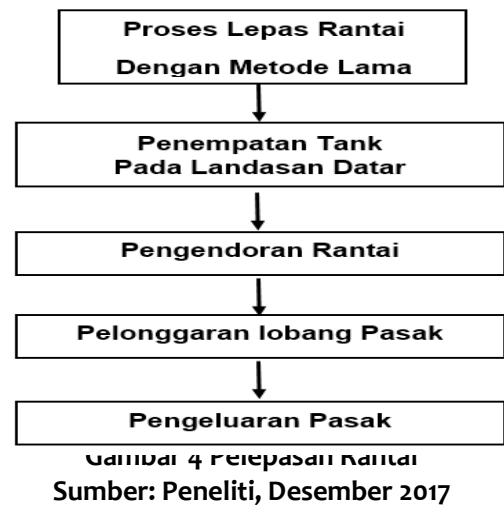 Proses Lepas Rantai
Dengan Metode Lama
Penempatan Tank
Pada Landasan Datar
Pengendoran Rantai
Pelonggaran lobang Pasak
Pengeluaran Pasak
Gambar 4 Pelepasan Rantai
Sumber: Peneliti, Desember 2017